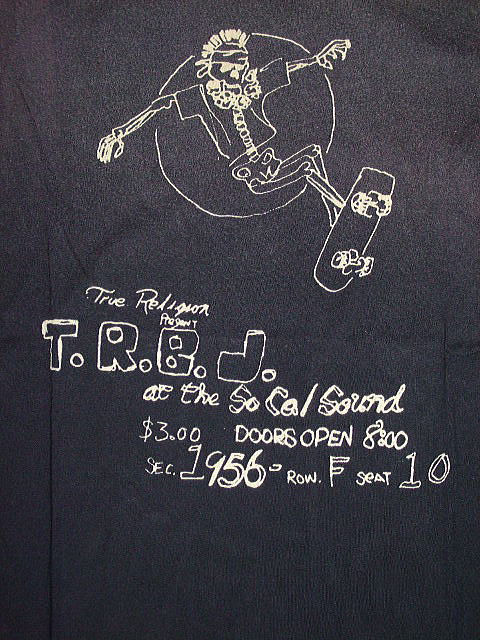 True Religion
PRESENT
T.R.B.J.
at the So Cal Sound
$3.00 DOORS OPEN 8:00
SEC. 1956- ROW. F SEAT 10